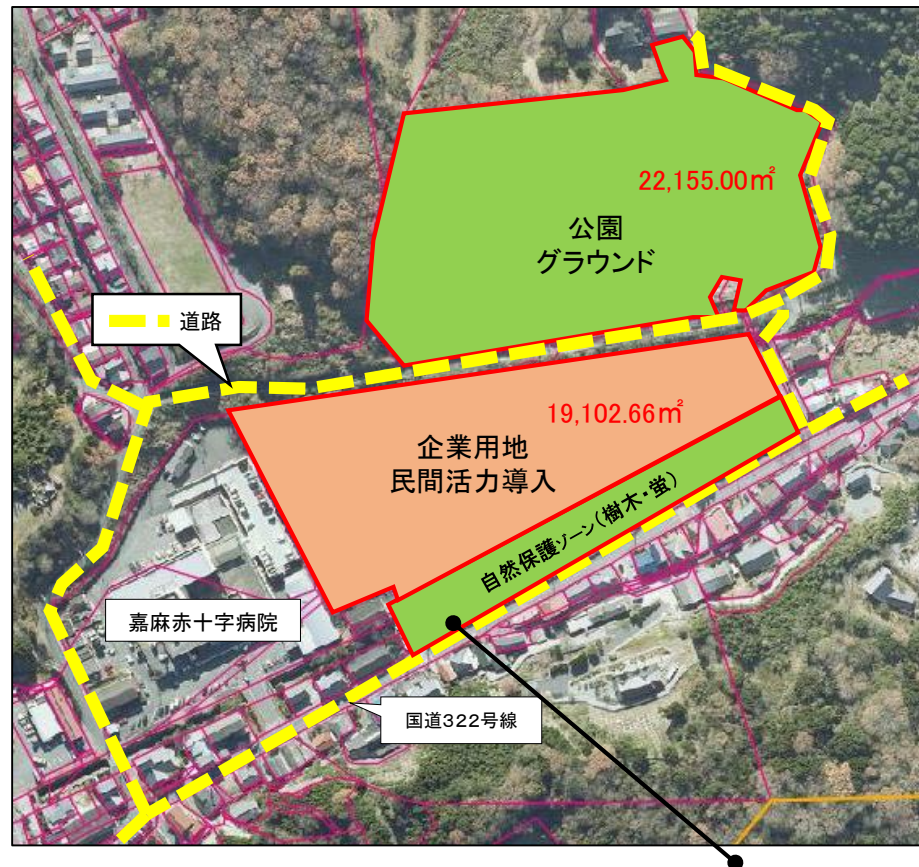 22,155.00㎡
公園
グラウンド
道路
19,102.66㎡
企業用地
民間活力導入
自然保護ゾーン(樹木・蛍)
嘉麻赤十字病院
国道322号線